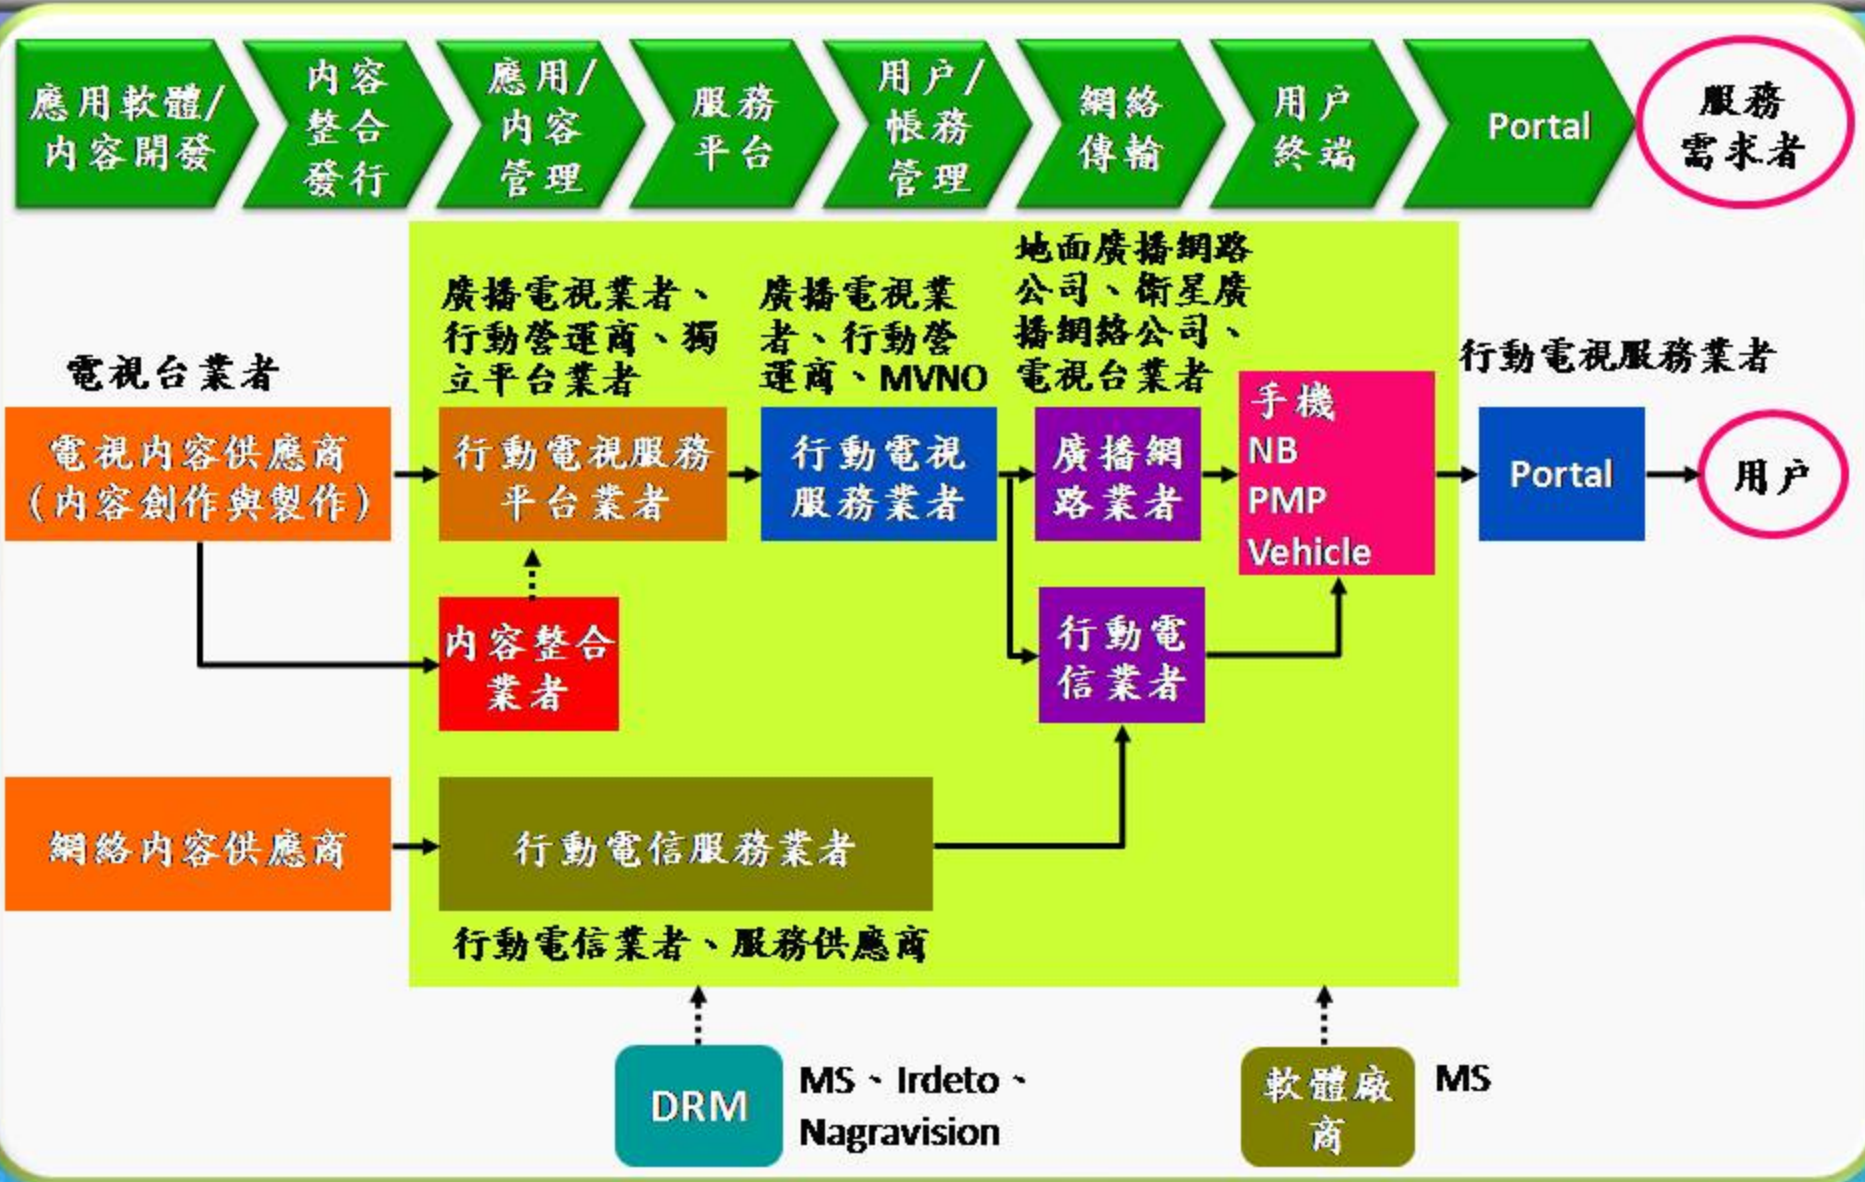 應用軟體/
内容開發
内容
整合
發行
應用/
内容
管理
服務
平台
用户/
帳務
管理
網絡
傳輸
用户
終端
Portal
服務
需求者
電視台業者
廣播電視業者、
行動營運商、獨
立平台業者
廣播電視業
者、行動營
運商、MVNO
地面廣播網路
公司、衛星廣
播網絡公司、
電視台業者
行動電視服務業者
電視内容供應商
(内容創作與製作)
行動電視服務
平台業者
行動電視
服務業者
廣播網
路業者
手機
NB
PMP
Vehicle
Portal
用户
内容整合
業者
行動電
信業者
網絡内容供應商
行動電信服務業者
行動電信業者、服務供應商
DRM
MS、Irdeto、
Nagravision
軟體廠
商
MS